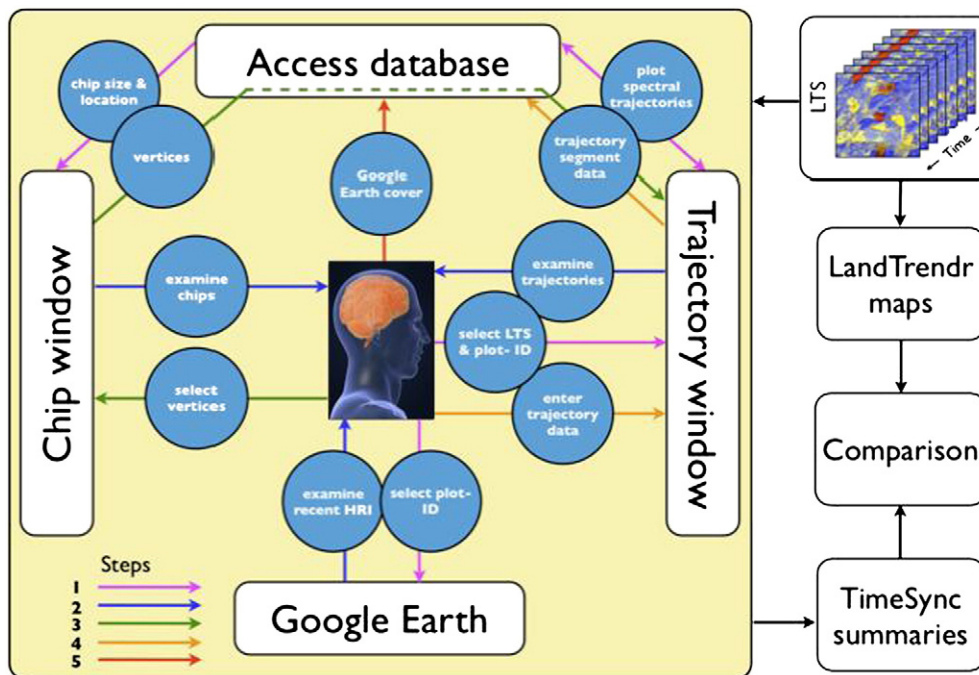 Access database
chip size &
location
vertices
plot
spectral
trajectories
trajectory
segment
data
Google
Earth cover
LTS
Time
Chip window
Trajectory window
examine
chips
examine
trajectories
select LTS
& plot- ID
select
vertices
enter
trajectory
data
examine
recent HRI
select plot-
ID
Google Earth
Steps
1
2
3
4
5
LandTrendr
maps
Comparison
TimeSync
summaries